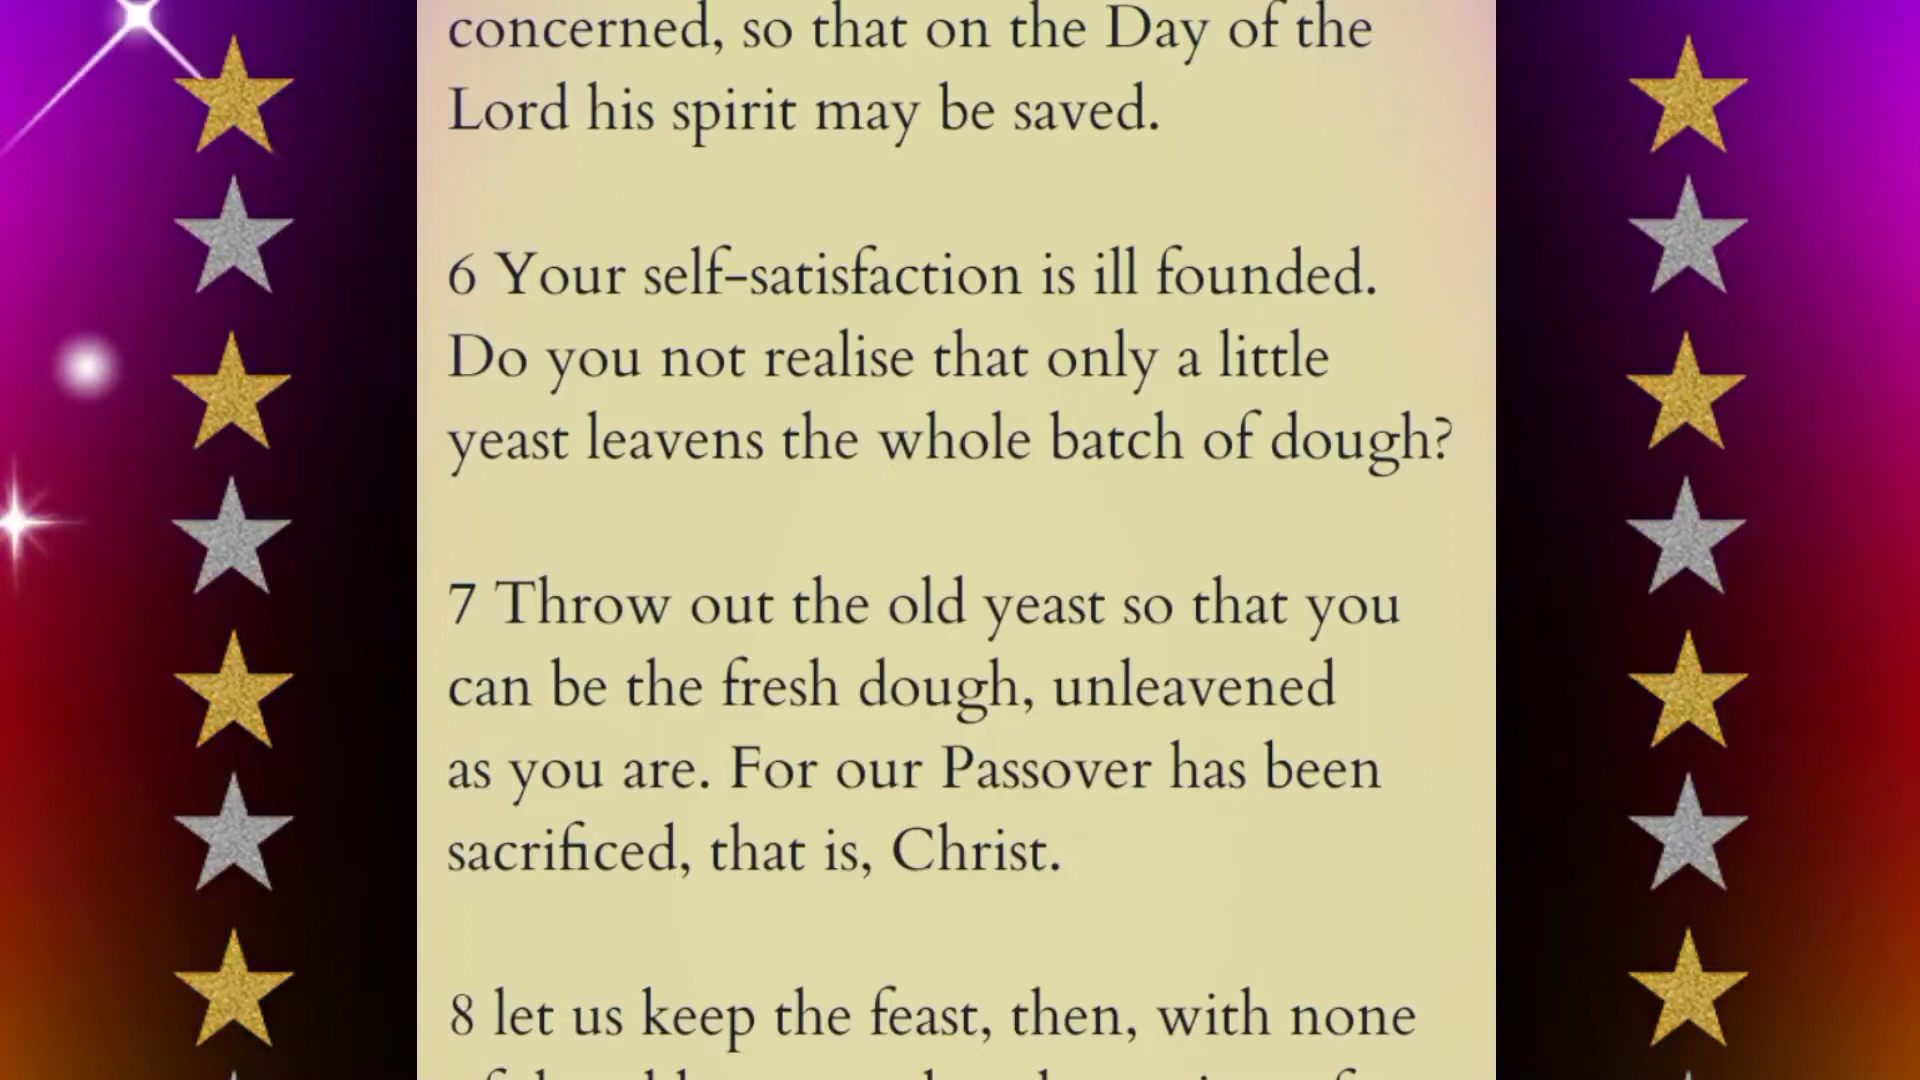 concerned, so that on the Day of the
Lord his spirit may be saved.
6 Your self-satisfaction is ill founded.
Do you not realise that only a little
yeast leavens the whole batch of dough?
7 Throw out the old yeast so that you
can be the fresh dough, unleavened
as you are. For our Passover has been
sacrificed, that is, Christ.
8 let us keep the feast, then, with none